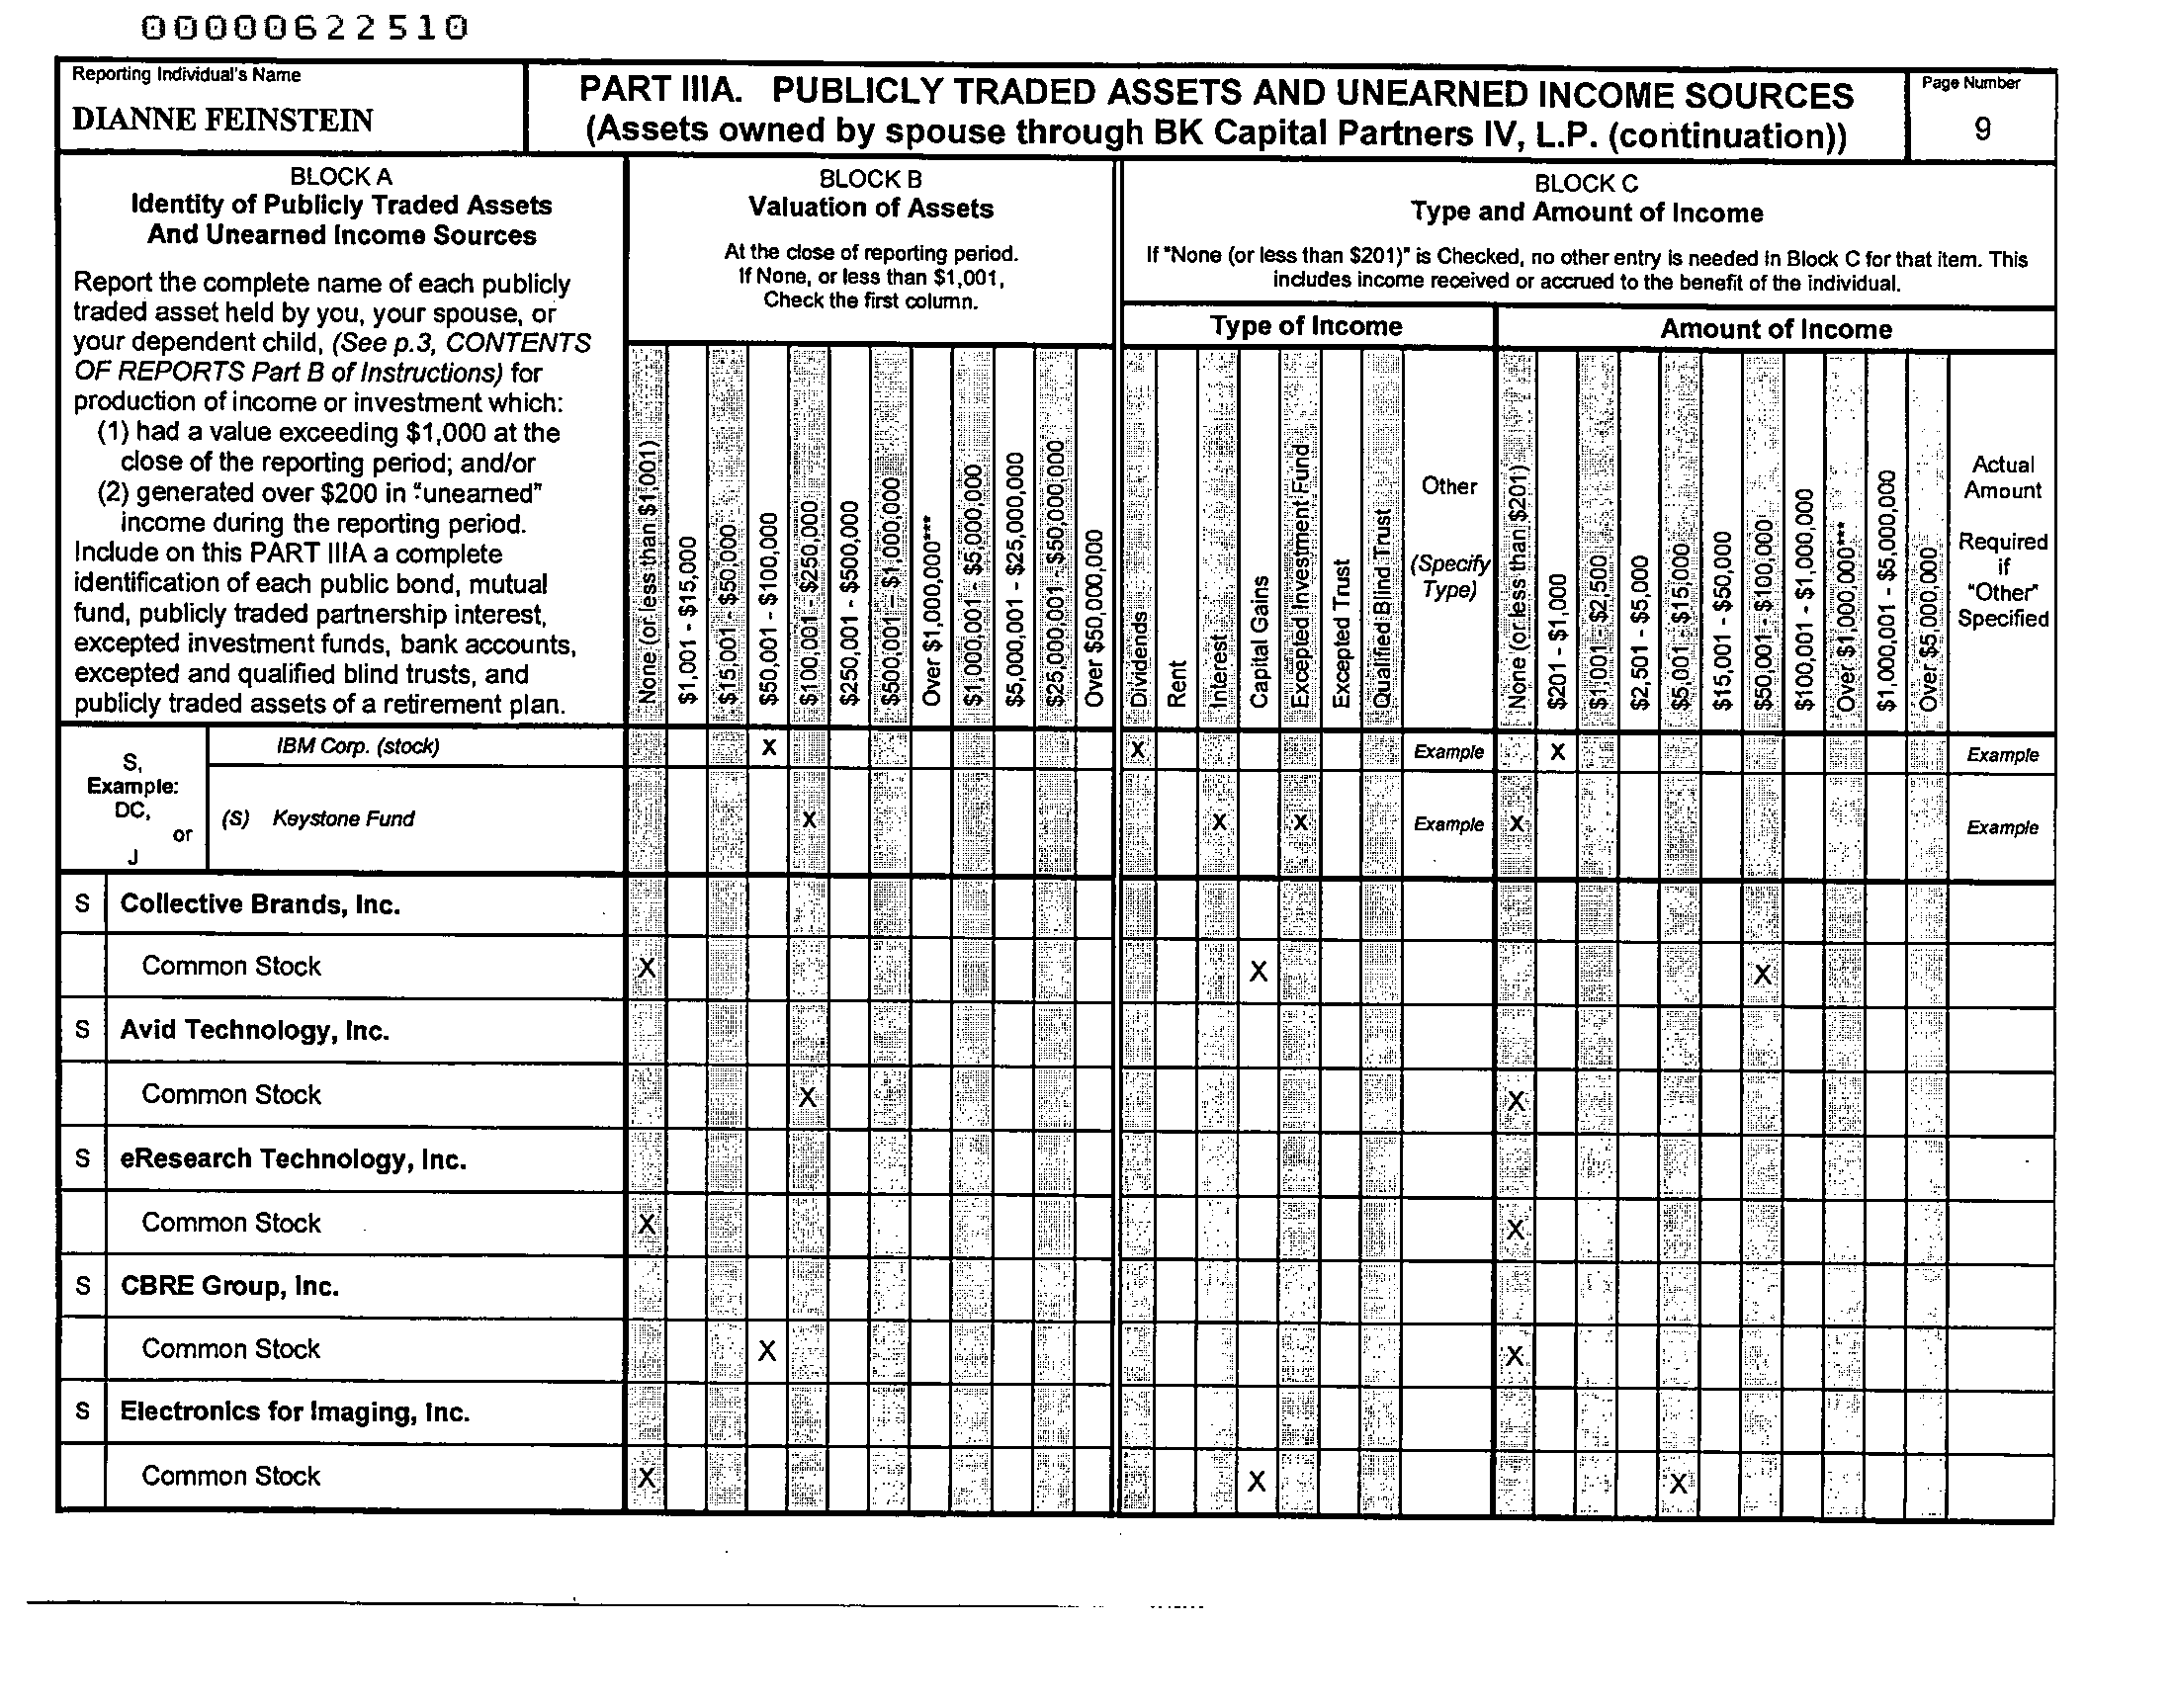 00000622510
Reporting Individual's Name
DIANNE FEINSTEIN
PART IIIA. PUBLICLY TRADED ASSETS AND UNEARNED INCOME SOURCES
(Assets owned by spouse through BK Capital Partners IV, L.P. (continuation))
Page Number
9
BLOCK A
Identity of Publicly Traded Assets
And Unearned Income Sources
Report the complete name of each publicly
traded asset held by you, your spouse, or
your dependent child, (See p.3, CONTENTS
OF REPORTS Part B of Instructions) for
production of income or investment which:
(1) had a value exceeding $1,000 at the
close of the reporting period; and/or
(2) generated over $200 in "unearned"
income during the reporting period.
Include on this PART IIIA a complete
identification of each public bond, mutual
fund, publicly traded partnership interest,
excepted investment funds, bank accounts,
excepted and qualified blind trusts, and
publicly traded assets of a retirement plan.
BLOCK B
Valuation of Assets
At the close of reporting period.
If None, or less than $1,001,
Check the first column.
None (or less than $1,001)
$1,001 - $15,000
$15,001 - $50,000
$50,001 - $100,000
$100,001 - $250,000
$250,001 - $500,000
$500,001 - $1,000,000
Over $1,000,000***
$1,000,001 - $5,000,000
$5,000,001 - $25,000,000
$25,000,001 - $50,000,000
Over $50,000,000
BLOCK C
Type and Amount of Income
If "None (or less than $201)" is Checked, no other entry is needed in Block C for that item. This
includes income received or accrued to the benefit of the individual.
Type of Income
Amount of Income
Dividends
Rent
Interest
Capital Gains
Excepted Investment Fund
Excepted Trust
Qualified Blind Trust
Other
(Specify
Type)
None (or less than $201)
$201 - $1,000
$1,001 - $2,500
$2,501 - $5,000
$5,001 - $15,000
$15,001 - $50,000
$50,001 - $100,000
$100,001 - $1,000,000
Over $1,000,000***
$1,000,001 - $5,000,000
Over $5,000,000
Actual
Amount
Required
if
"Other"
Specified
S,
Example:
DC,
or
J
IBM Corp. (stock) X X Example X Example
(S) Keystone Fund X X X Example X Example
S Collective Brands, Inc.
Common Stock X X X
S Avid Technology, Inc.
Common Stock X X
S eResearch Technology, Inc.
Common Stock X X
S CBRE Group, Inc.
Common Stock X X
S Electronics for Imaging, Inc.
Common Stock X X X